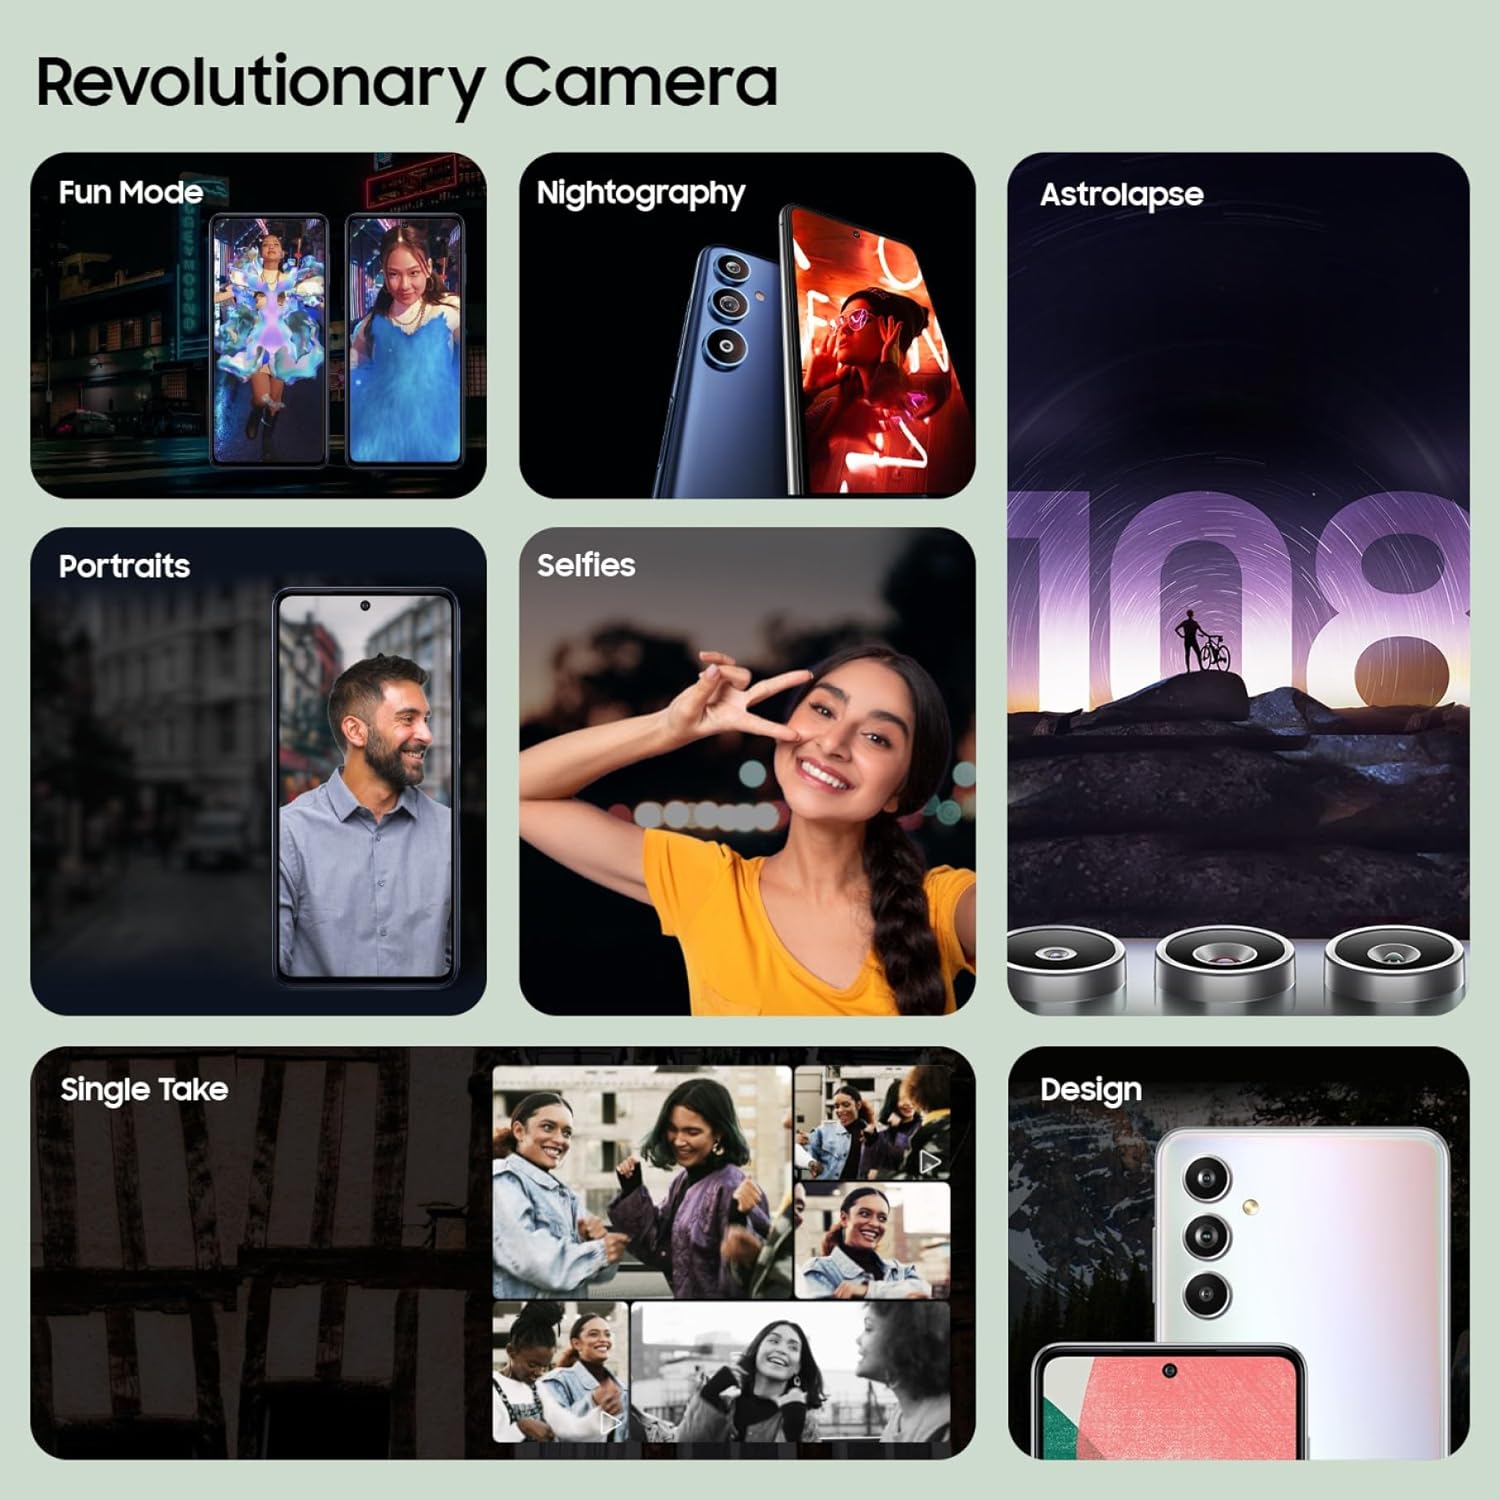 Revolutionary Camera
Fun Mode
Nightography
Astrolapse
108
Portraits
Selfies
Single Take
Design